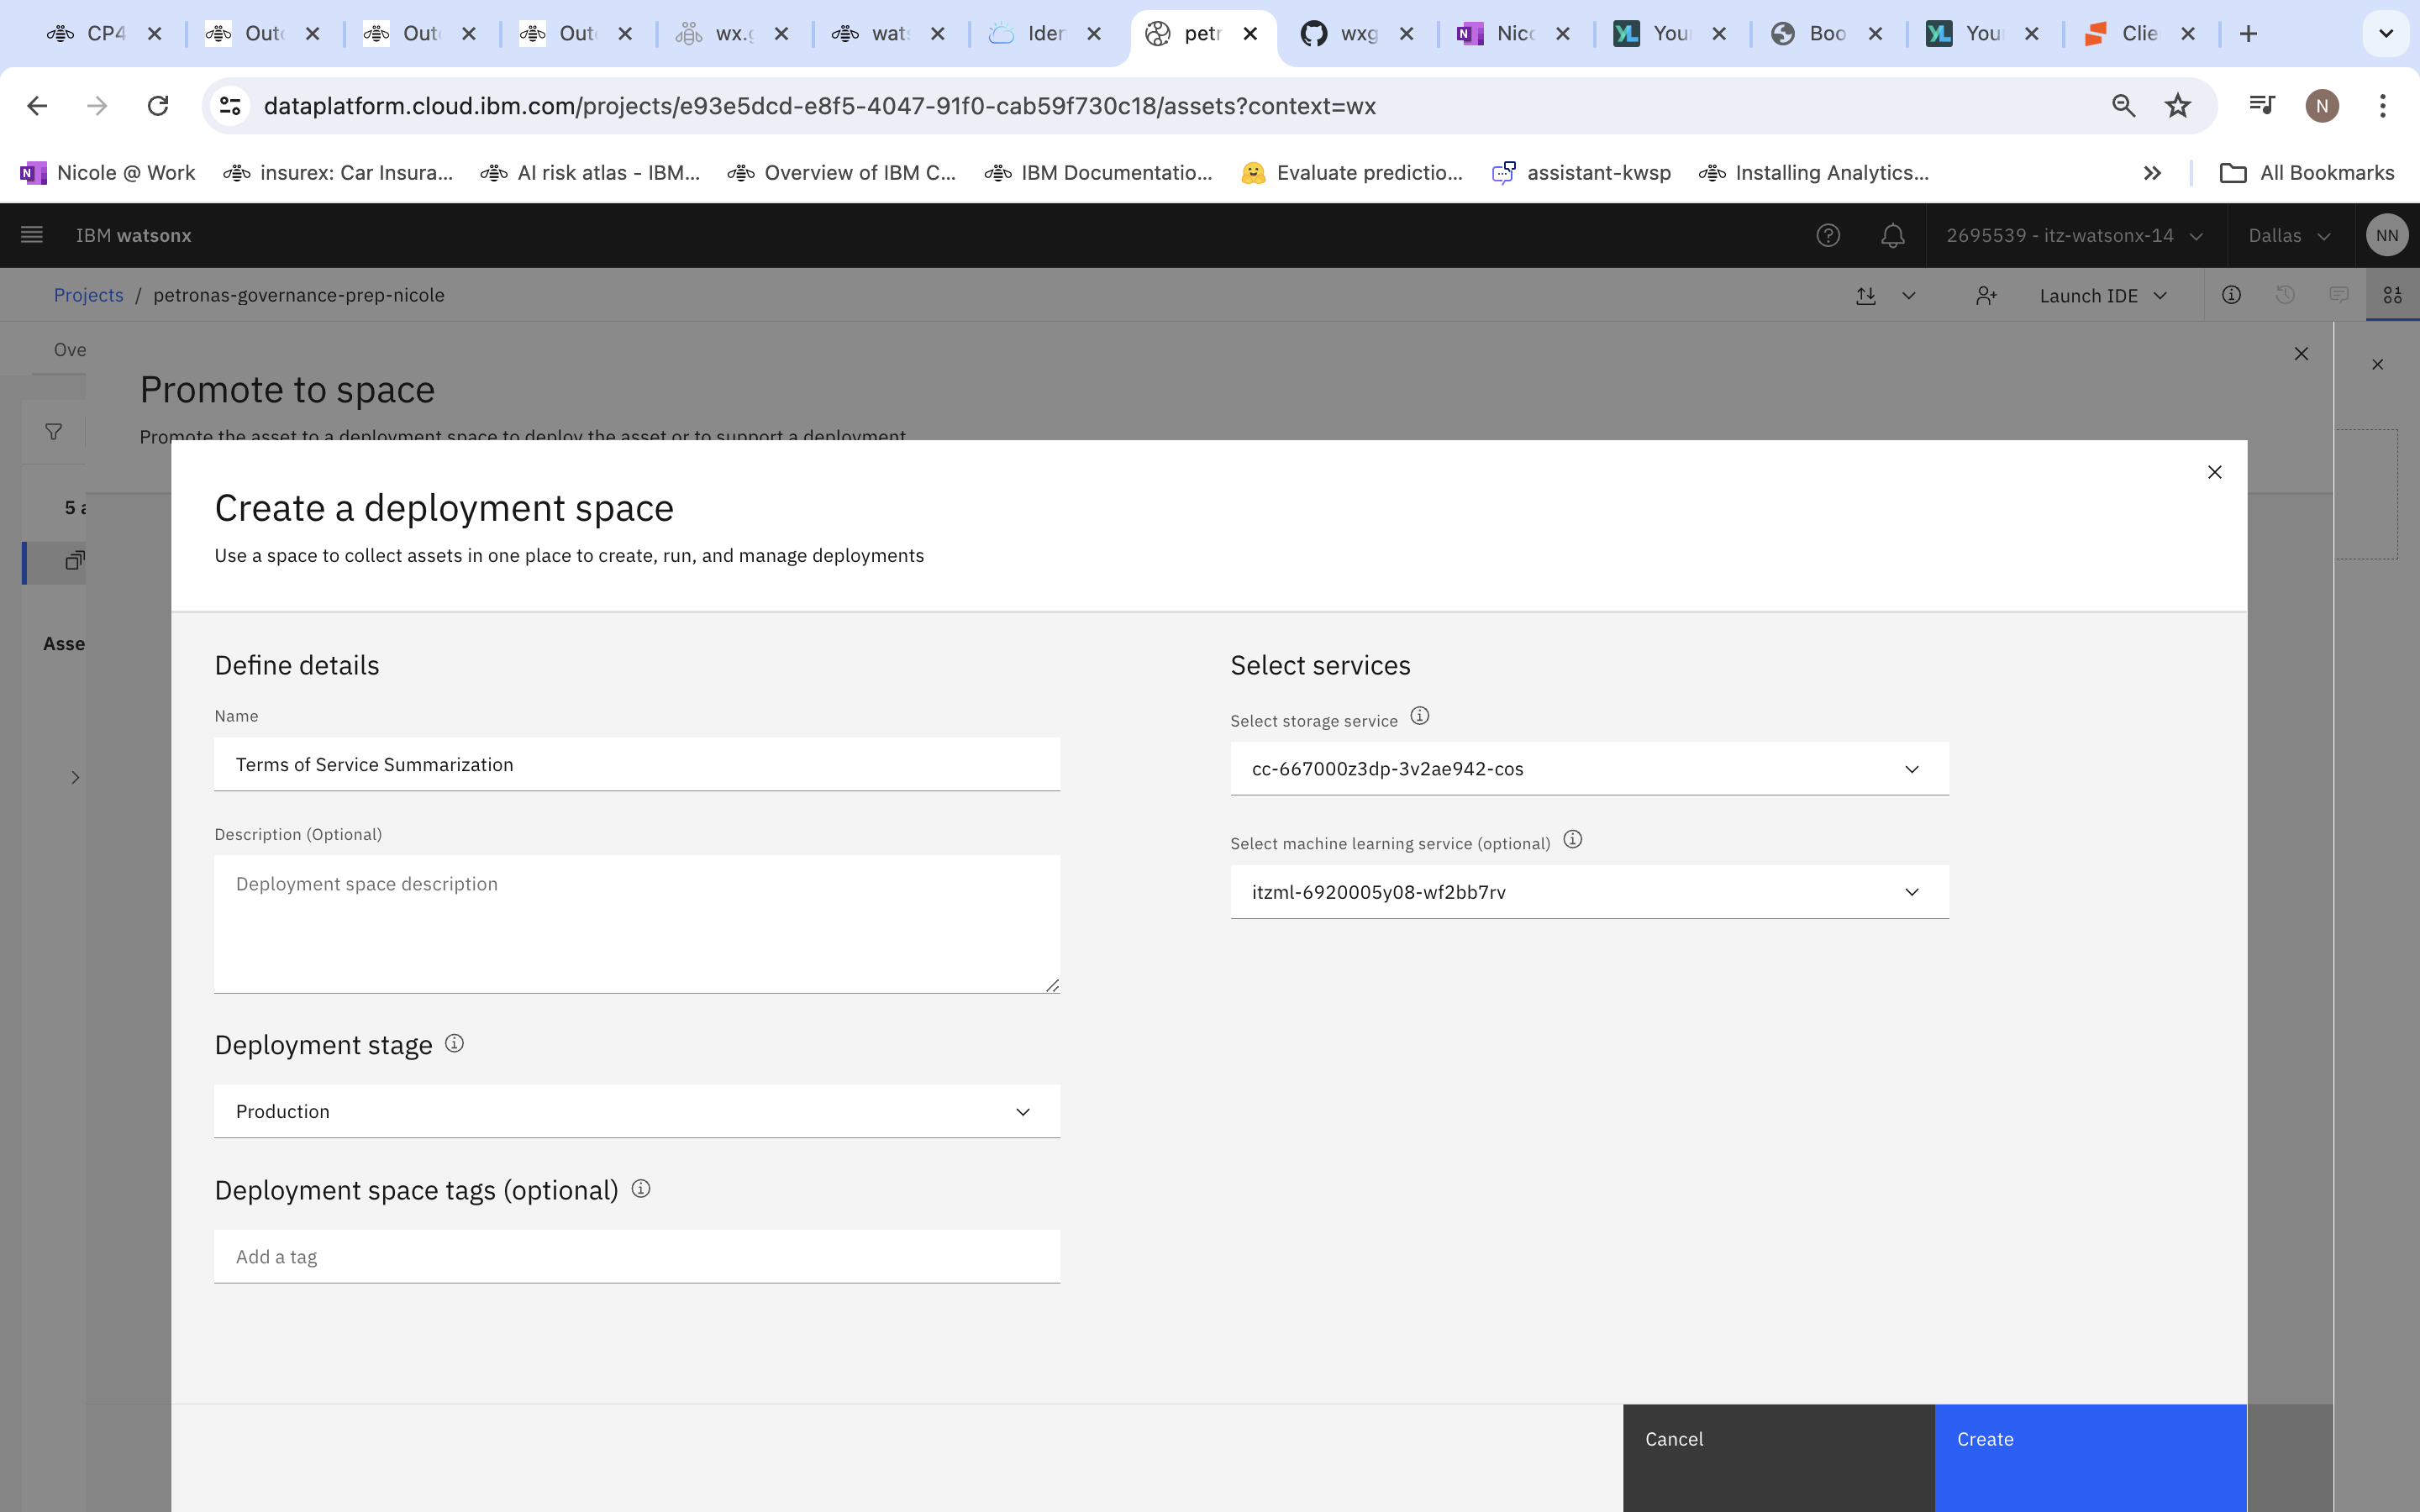 CP4
Out
Out
Out
wx.g
wat
Iden
petr
wxg
Nico
You
Boo
You
Clie
dataplatform.cloud.ibm.com/projects/e93e5dcd-e8f5-4047-91f0-cab59f730c18/assets?context=wx
N
Nicole @ Work
insurex: Car Insura...
AI risk atlas - IBM...
Overview of IBM C...
IBM Documentatio...
Evaluate predictio...
assistant-kwsp
Installing Analytics...
All Bookmarks
IBM watsonx
2695539 - itz-watsonx-14
Dallas
NN
Projects / petronas-governance-prep-nicole
Launch IDE
Ove
Promote to space
Promote the asset to a deployment space to deploy the asset or to support a deployment
5 a
Asse
Create a deployment space
Use a space to collect assets in one place to create, run, and manage deployments
Define details
Name
Terms of Service Summarization
Description (Optional)
Deployment space description
Deployment stage
Production
Deployment space tags (optional)
Add a tag
Select services
Select storage service
cc-667000z3dp-3v2ae942-cos
Select machine learning service (optional)
itzml-6920005y08-wf2bb7rv
Cancel
Create